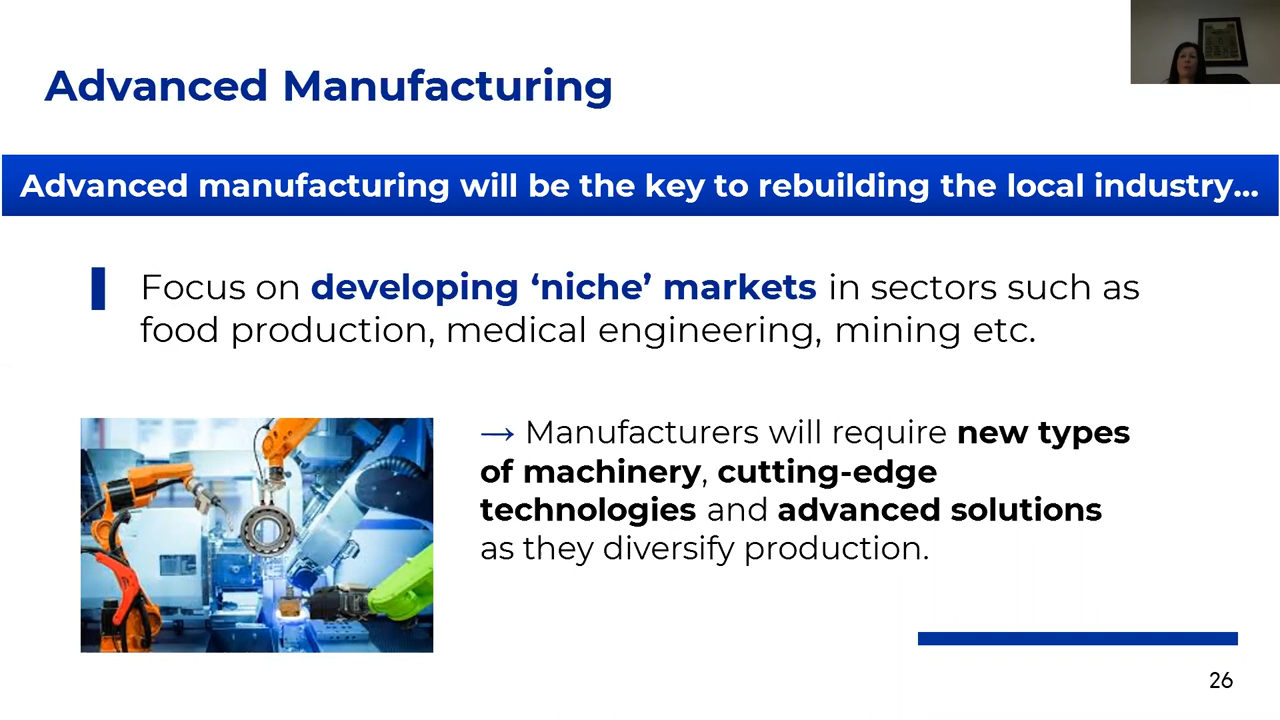 Advanced Manufacturing
Advanced manufacturing will be the key to rebuilding the local industry...
Focus on developing ‘niche’ markets in sectors such as
food production, medical engineering, mining etc.
→ Manufacturers will require new types
of machinery, cutting-edge
technologies and advanced solutions
as they diversify production.
26